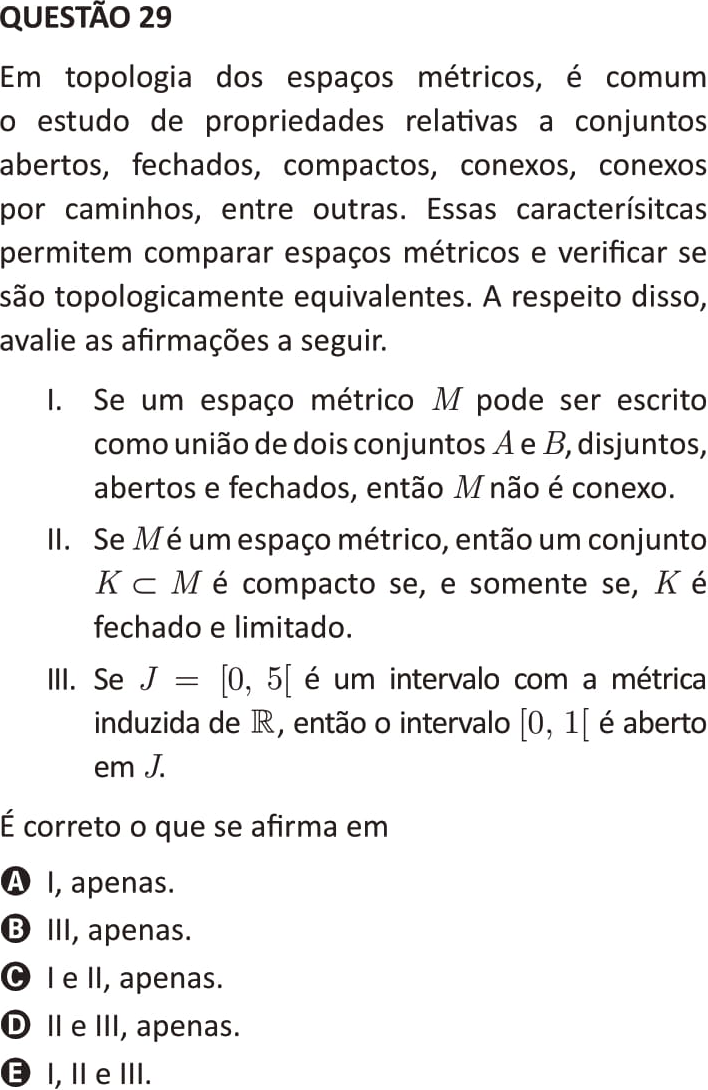 QUESTÃO 29
Em topologia dos espaços métricos, é comum
o estudo de propriedades relativas a conjuntos
abertos, fechados, compactos, conexos, conexos
por caminhos, entre outras. Essas caracterísitcas
permitem comparar espaços métricos e verificar se
são topologicamente equivalentes. A respeito disso,
avalie as afirmações a seguir.
I. Se um espaço métrico M pode ser escrito
como união de dois conjuntos A e B, disjuntos,
abertos e fechados, então M não é conexo.
II. Se M é um espaço métrico, então um conjunto
K ⊂ M é compacto se, e somente se, K é
fechado e limitado.
III. Se J = [0, 5[ é um intervalo com a métrica
induzida de ℝ, então o intervalo [0, 1[ é aberto
em J.
É correto o que se afirma em
A I, apenas.
B III, apenas.
C I e II, apenas.
D II e III, apenas.
E I, II e III.